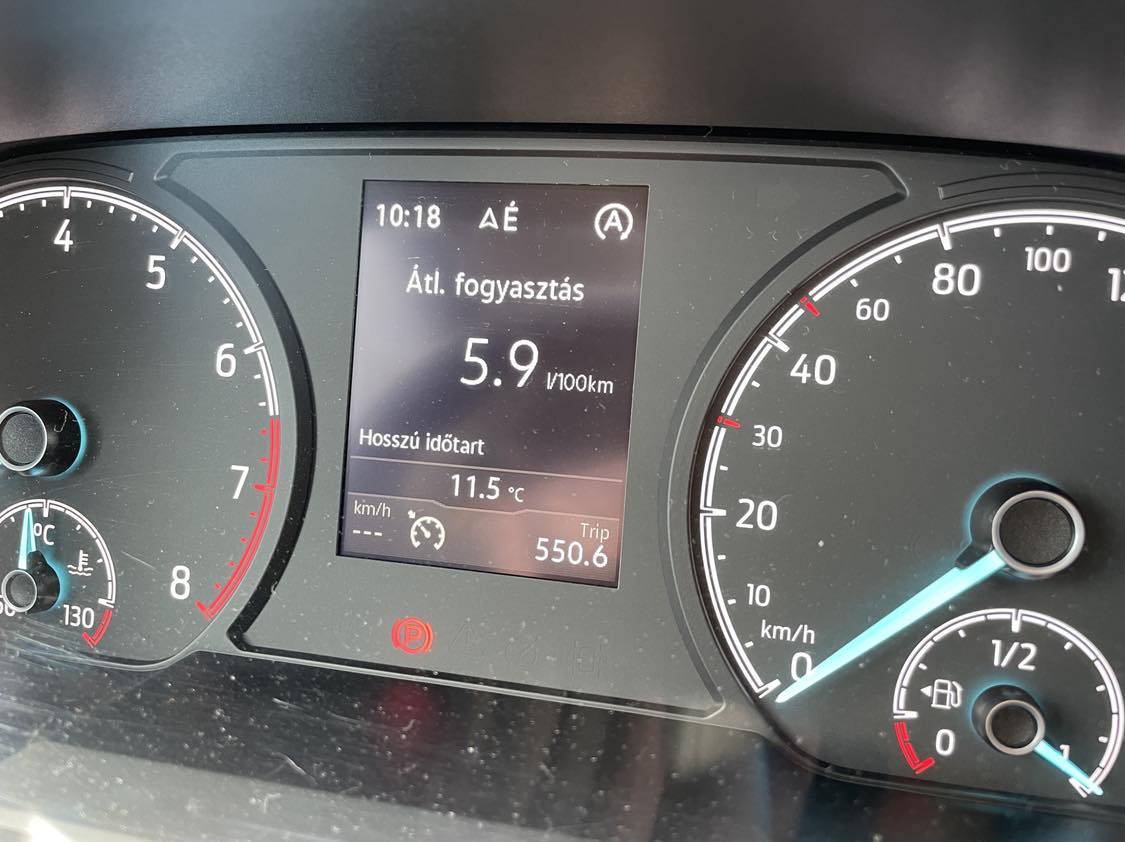 10:18 É A
Átl. fogyasztás
5.9 l/100km
Hosszú időtart
11.5 °C
km/h
---
Trip
550.6
P
4
5
6
7
8
°C
130
0
10
20
30
40
60
80
100
km/h
0
1/2
1